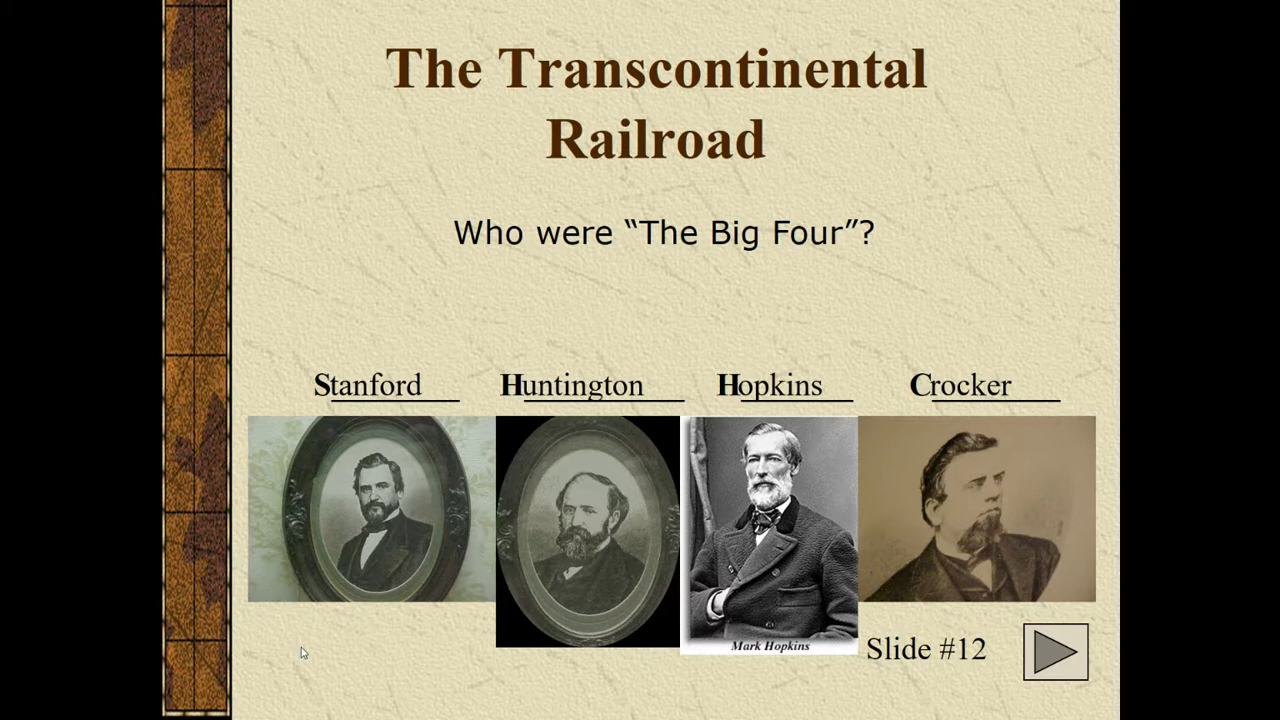 The Transcontinental
Railroad
Who were “The Big Four”?
Stanford Huntington Hopkins Crocker
Mark Hopkins
Slide #12